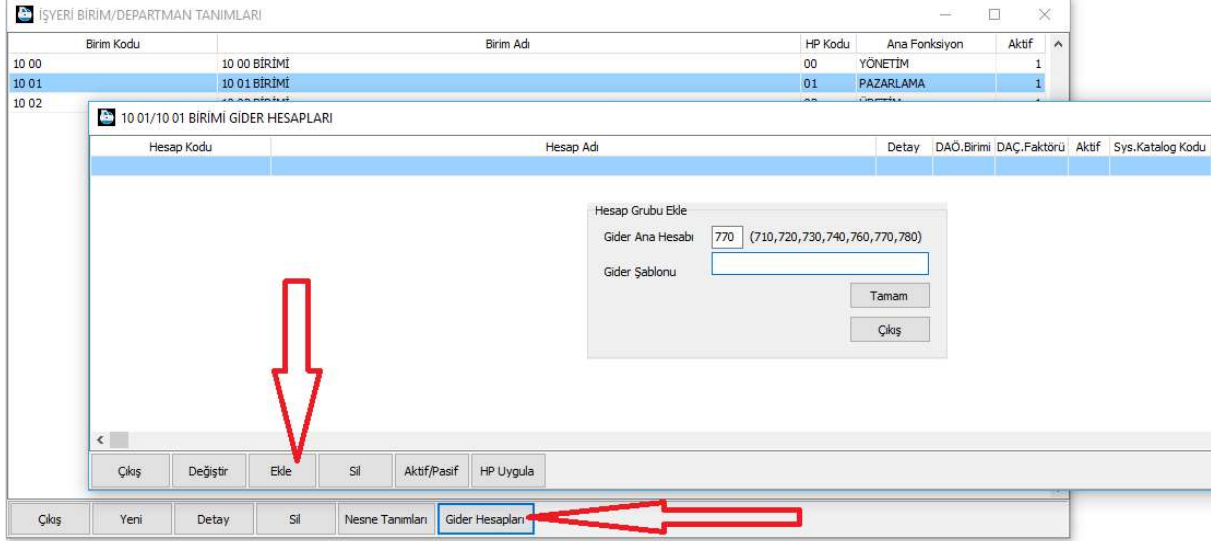 İŞYERİ BİRİM/DEPARTMAN TANIMLARI
Birim Kodu Birim Adı HP Kodu Ana Fonksiyon Aktif
10 00 10 00 BİRİMİ 00 YÖNETİM 1
10 01 10 01 BİRİMİ 01 PAZARLAMA 1
10 02
10 01/10 01 BİRİMİ GİDER HESAPLARI
Hesap Kodu Hesap Adı Detay DAÖ.Birimi DAÇ.Faktörü Aktif Sys.Katalog Kodu
Hesap Grubu Ekle
Gider Ana Hesabı 770 (710,720,730,740,760,770,780)
Gider Şablonu
Tamam
Çıkış
Çıkış Değiştir Ekle Sil Aktif/Pasif HP Uygula
Çıkış Yeni Detay Sil Nesne Tanımları Gider Hesapları